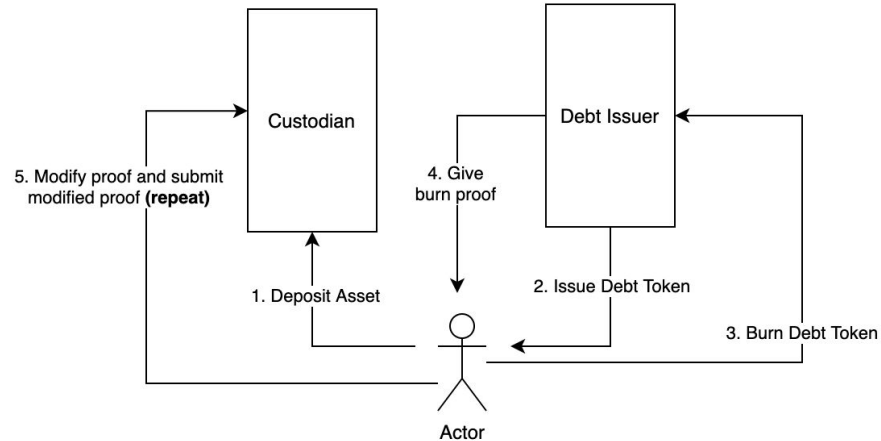 Custodian
Debt Issuer
5. Modify proof and submit
modified proof (repeat)
4. Give
burn proof
1. Deposit Asset
2. Issue Debt Token
3. Burn Debt Token
Actor